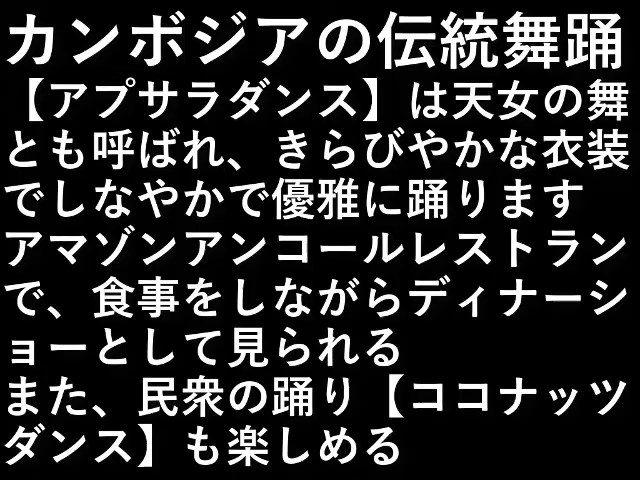 カンボジアの伝統舞踊
【アプサラダンス】は天女の舞
とも呼ばれ、きらびやかな衣装
でしなやかで優雅に踊ります
アマゾンアンコールレストラン
で、食事をしながらディナーシ
ョーとして見られる
また、民衆の踊り【ココナッツ
ダンス】も楽しめる